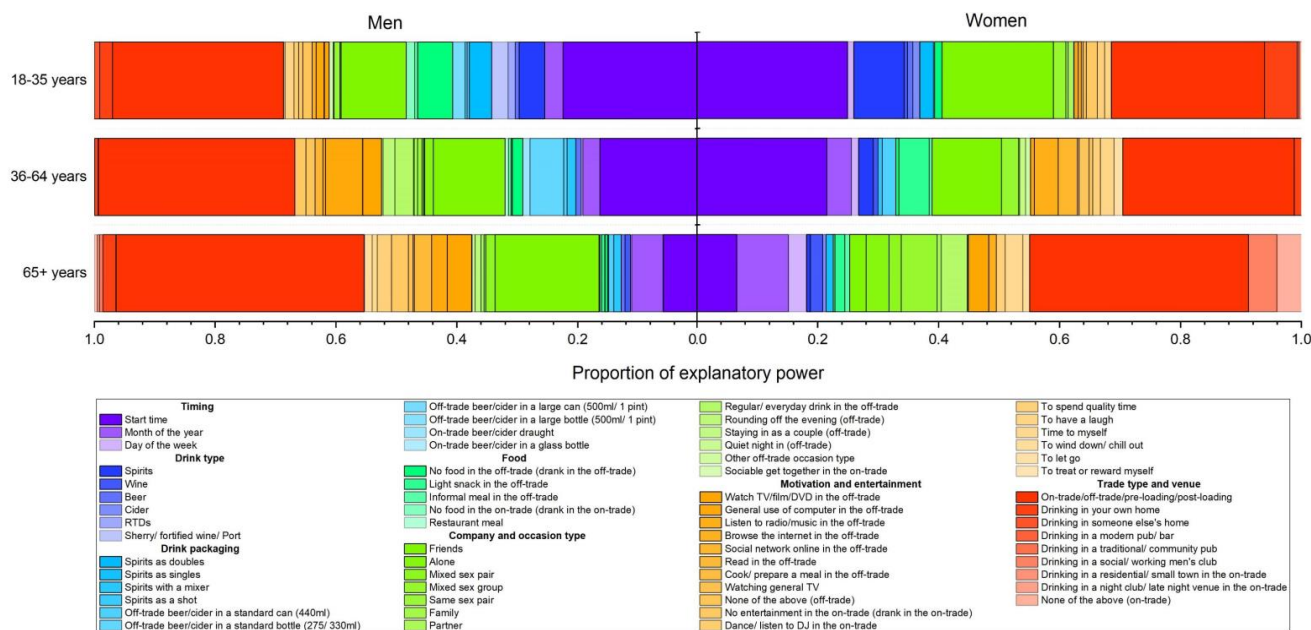 Men
Women
18-35 years
36-64 years
65+ years
1.0 0.8 0.6 0.4 0.2 0.0 0.2 0.4 0.6 0.8 1.0
Proportion of explanatory power
Timing
Start time
Month of the year
Day of the week
Drink type
Spirits
Wine
Beer
Cider
RTDs
Sherry/ fortified wine/ Port
Drink packaging
Spirits as doubles
Spirits as singles
Spirits with a mixer
Spirits as a shot
Off-trade beer/cider in a standard can (440ml)
Off-trade beer/cider in a standard bottle (275/ 330ml)
Off-trade beer/cider in a large can (500ml/ 1 pint)
Off-trade beer/cider in a large bottle (500ml/ 1 pint)
On-trade beer/cider draught
On-trade beer/cider in a glass bottle
Food
No food in the off-trade (drank in the off-trade)
Light snack in the off-trade
Informal meal in the off-trade
No food in the on-trade (drank in the on-trade)
Restaurant meal
Company and occasion type
Friends
Alone
Mixed sex pair
Mixed sex group
Same sex pair
Family
Partner
Regular/ everyday drink in the off-trade
Rounding off the evening (off-trade)
Staying in as a couple (off-trade)
Quiet night in (off-trade)
Other off-trade occasion type
Sociable get together in the on-trade
Motivation and entertainment
Watch TV/film/DVD in the off-trade
General use of computer in the off-trade
Listen to radio/music in the off-trade
Browse the internet in the off-trade
Social network online in the off-trade
Read in the off-trade
Cook/ prepare a meal in the off-trade
Watching general TV
None of the above (off-trade)
No entertainment in the on-trade (drank in the on-trade)
Dance/ listen to DJ in the on-trade
To spend quality time
To have a laugh
Time to myself
To wind down/ chill out
To let go
To treat or reward myself
Trade type and venue
On-trade/off-trade/pre-loading/post-loading
Drinking in your own home
Drinking in someone else's home
Drinking in a modern pub/ bar
Drinking in a traditional/ community pub
Drinking in a social/ working men's club
Drinking in a residential/ small town in the on-trade
Drinking in a night club/ late night venue in the on-trade
None of the above (on-trade)